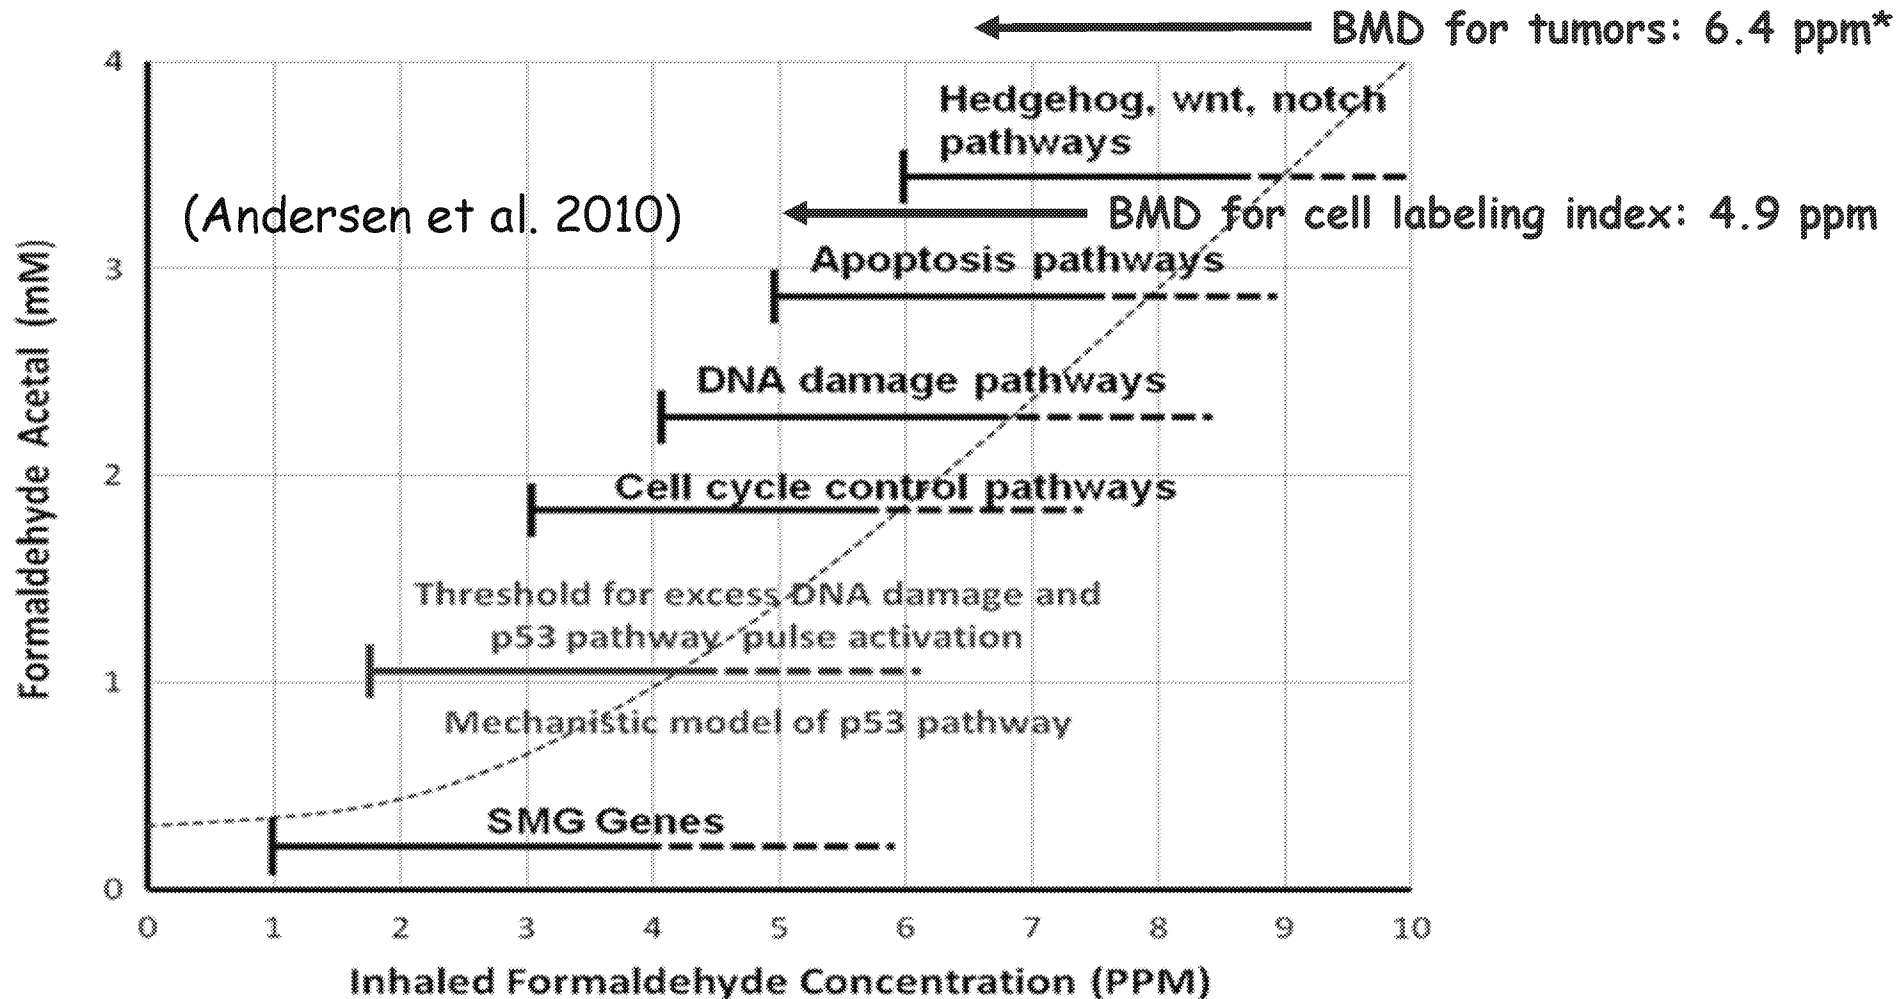 BMD for tumors: 6.4 ppm*
4
Hedgehog, wnt, notch
pathways
(Andersen et al. 2010)
BMD for cell labeling index: 4.9 ppm
Apoptosis pathways
3
DNA damage pathways
2
Cell cycle control pathways
Threshold for excess DNA damage and
p53 pathway pulse activation
1
Mechanistic model of p53 pathway
SMG Genes
0
Formaldehyde Acetal (mM)
0 1 2 3 4 5 6 7 8 9 10
Inhaled Formaldehyde Concentration (PPM)